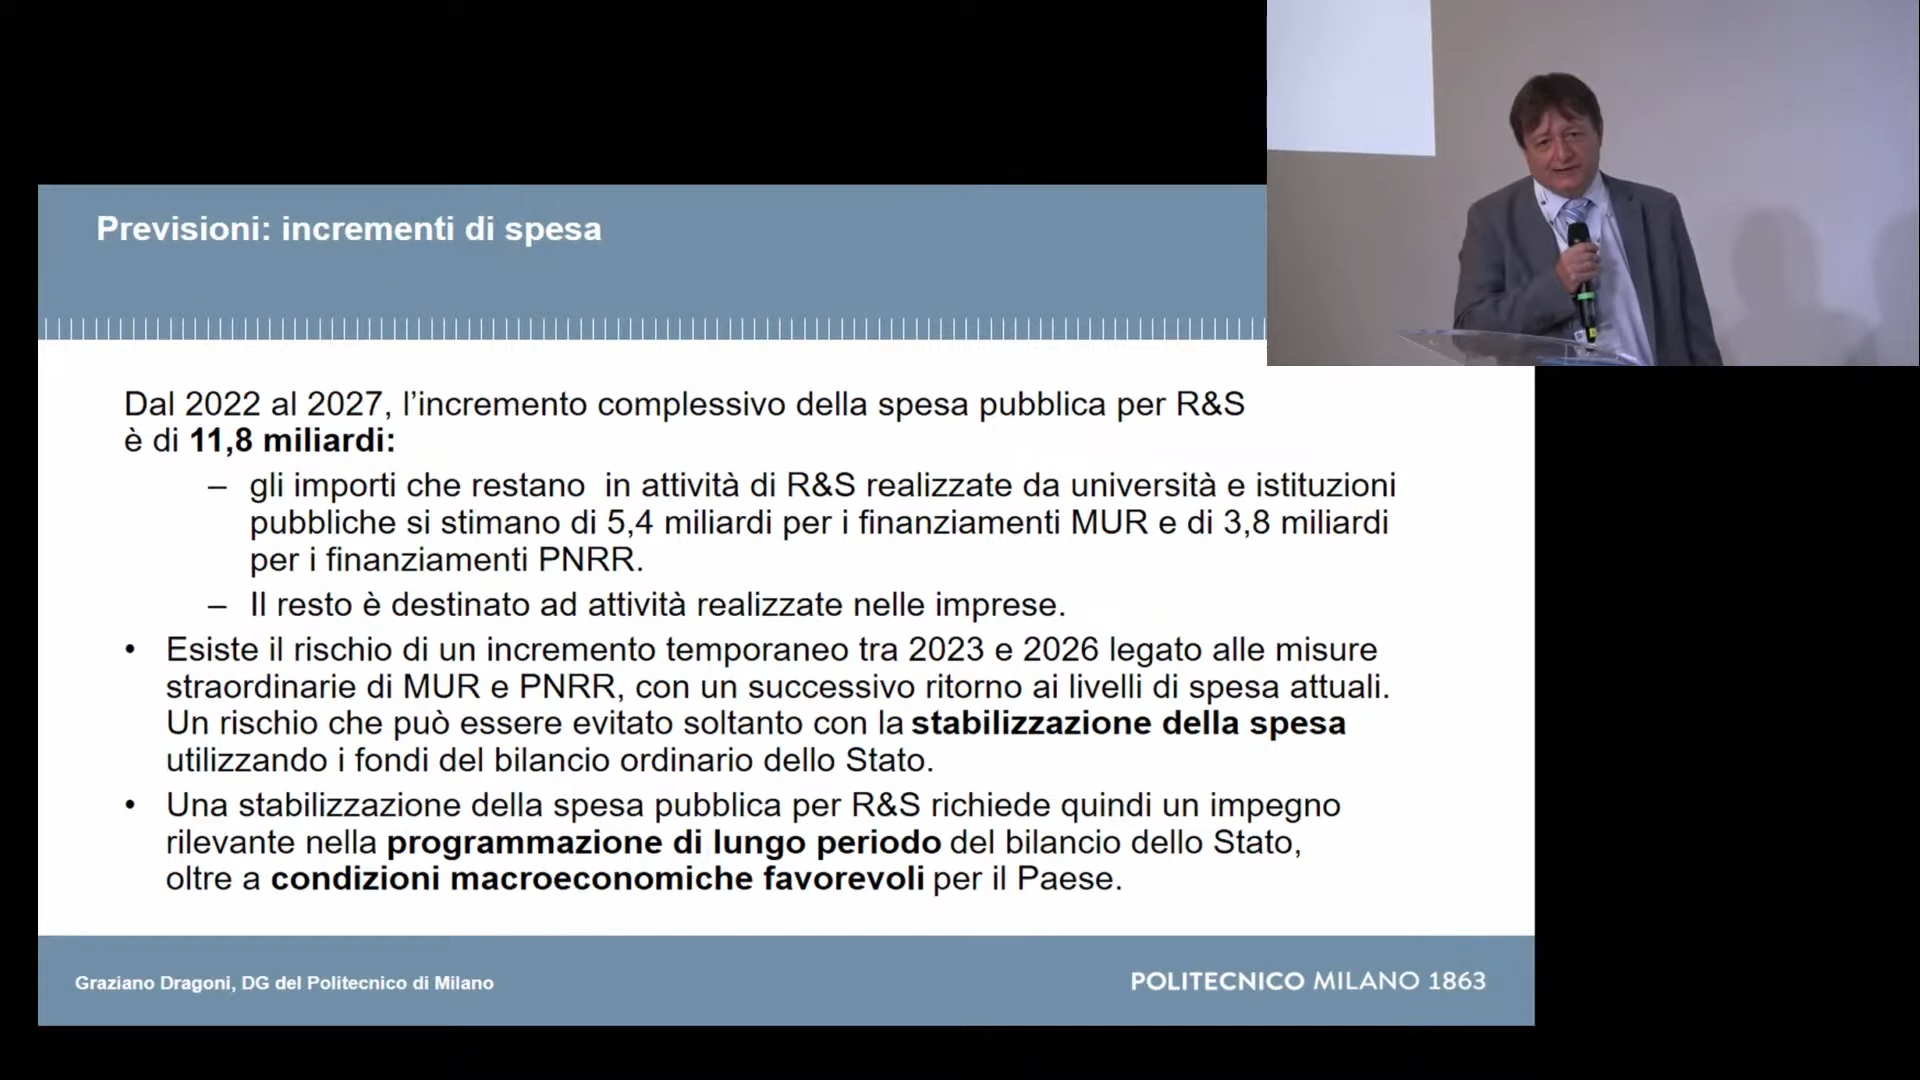 Previsioni: incrementi di spesa
Dal 2022 al 2027, l’incremento complessivo della spesa pubblica per R&S
è di 11,8 miliardi:
– gli importi che restano  in attività di R&S realizzate da università e istituzioni
pubbliche si stimano di 5,4 miliardi per i finanziamenti MUR e di 3,8 miliardi
per i finanziamenti PNRR.
– Il resto è destinato ad attività realizzate nelle imprese.
• Esiste il rischio di un incremento temporaneo tra 2023 e 2026 legato alle misure
straordinarie di MUR e PNRR, con un successivo ritorno ai livelli di spesa attuali.
Un rischio che può essere evitato soltanto con la stabilizzazione della spesa
utilizzando i fondi del bilancio ordinario dello Stato.
• Una stabilizzazione della spesa pubblica per R&S richiede quindi un impegno
rilevante nella programmazione di lungo periodo del bilancio dello Stato,
oltre a condizioni macroeconomiche favorevoli per il Paese.
Graziano Dragoni, DG del Politecnico di Milano
POLITECNICO MILANO 1863